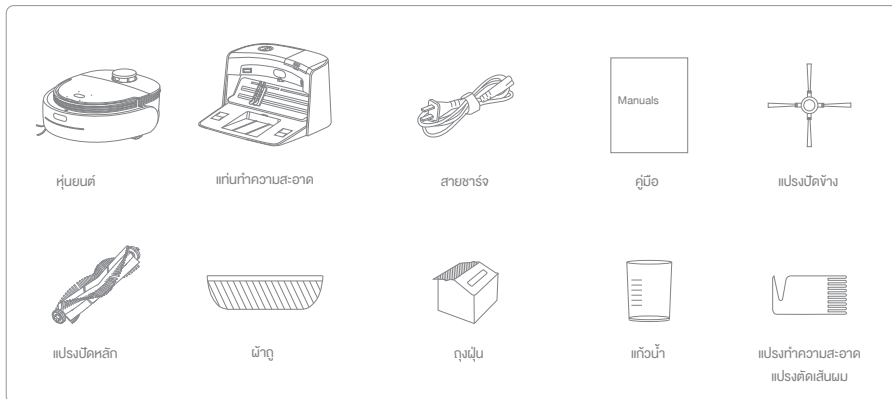 Manuals
หุ่นยนต์
แท่นทำความสะอาด
สายชาร์จ
คู่มือ
แปรงปัดข้าง
แปรงปัดหลัก
ผ้าถู
ถุงฝุ่น
แก้วน้ำ
แปรงทำความสะอาด
แปรงตัดเส้นผม